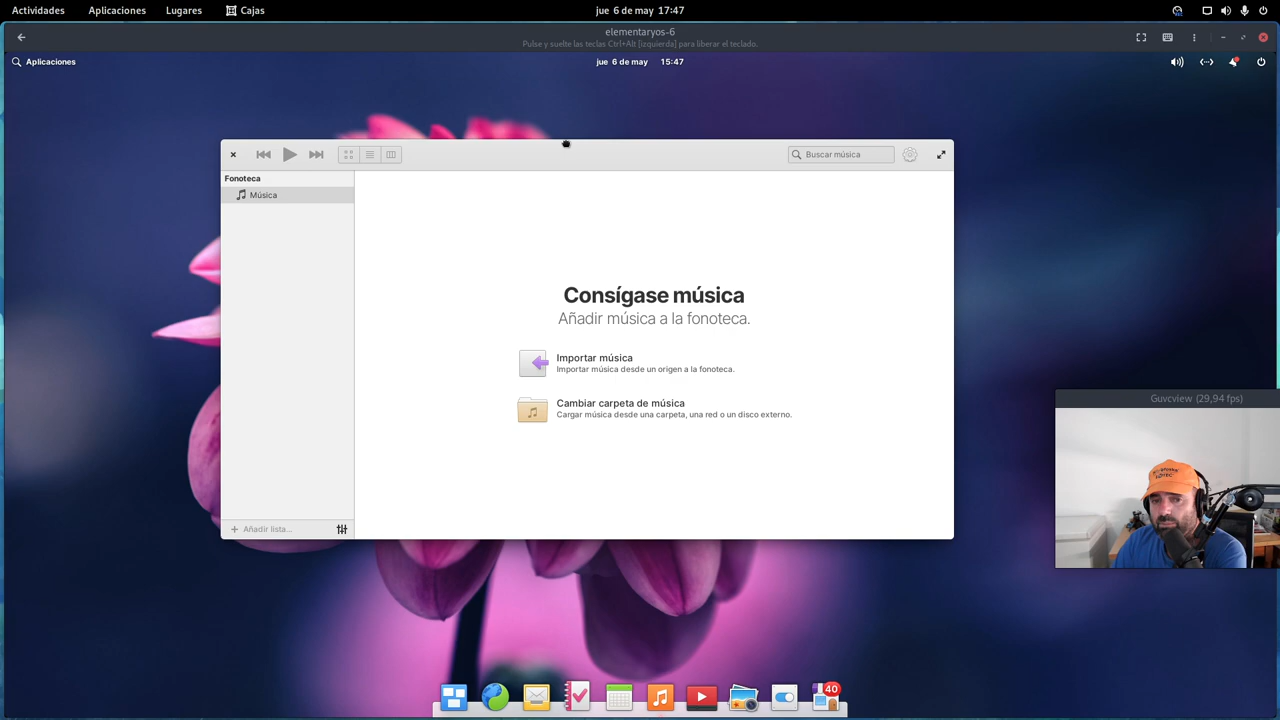 Actividades Aplicaciones Lugares Cajas jue 6 de may 17:47
elementaryos-6
Pulse y suelte las teclas Ctrl+Alt [izquierda] para liberar el teclado.
Aplicaciones jue 6 de may 15:47
Buscar música
Fonoteca
Música
Consígase música
Añadir música a la fonoteca.
Importar música
Importar música desde un origen a la fonoteca.
Cambiar carpeta de música
Cargar música desde una carpeta, una red o un disco externo.
Añadir lista...
Guvcview (29,94 fps)
40